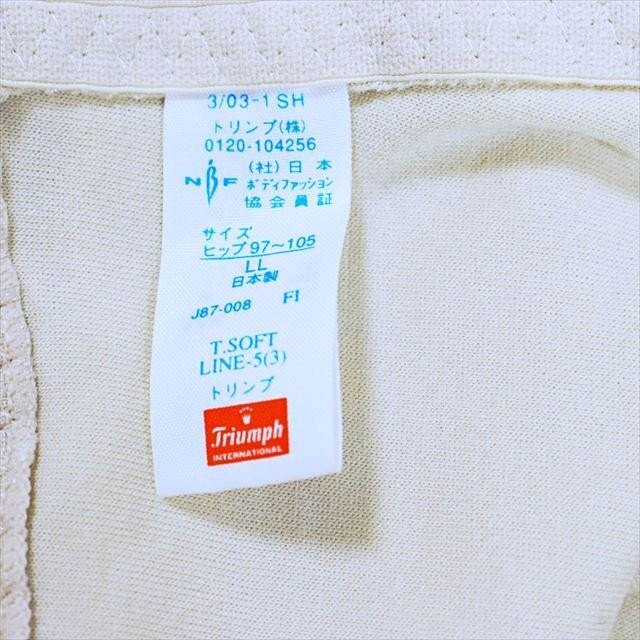 3/03-1 SH
トリンプ(株)
0120-104256
NBF (社)日本
ボディファッション
協会員証
サイズ
ヒップ 97〜105
LL
日本製
J87-008 FI
T.SOFT
LINE-5(3)
トリンプ
Triumph
INTERNATIONAL